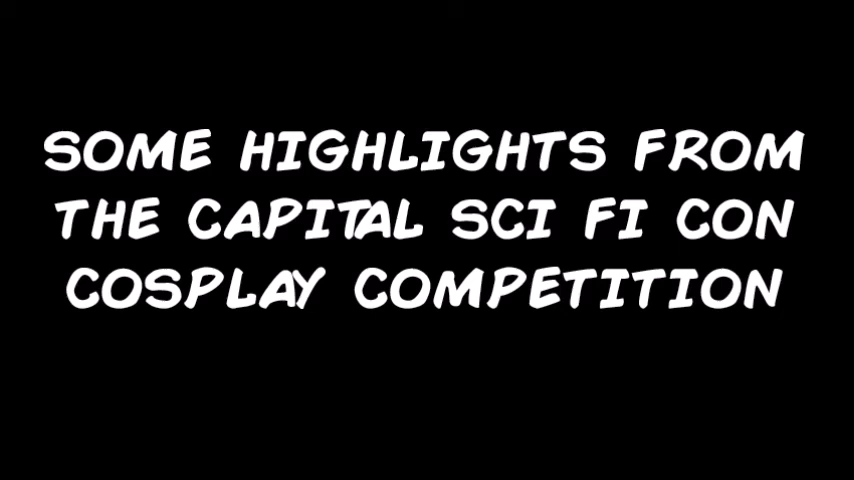 SOME HIGHLIGHTS FROM
THE CAPITAL SCI FI CON
COSPLAY COMPETITION